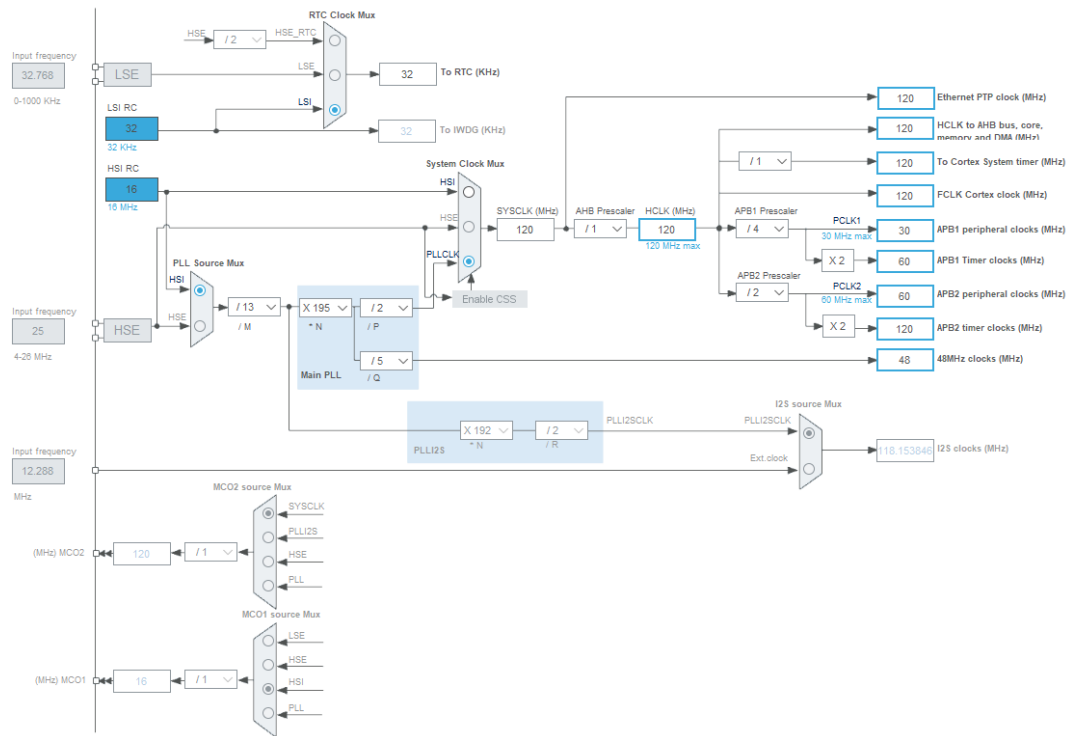 RTC Clock Mux
HSE
/ 2
HSE_RTC
Input frequency
32.768
0-1000 KHz
LSE
LSE
32
To RTC (KHz)
LSI RC
32
32 KHz
LSI
32
To IWDG (KHz)
HSI RC
16
16 MHz
System Clock Mux
HSI
HSE
PLLCLK
Enable CSS
SYSCLK (MHz)
120
AHB Prescaler
/ 1
HCLK (MHz)
120
120 MHz max
120
Ethernet PTP clock (MHz)
120
HCLK to AHB bus, core,
memory and DMA (MHz)
/ 1
120
To Cortex System timer (MHz)
120
FCLK Cortex clock (MHz)
APB1 Prescaler
/ 4
PCLK1
30 MHz max
30
APB1 peripheral clocks (MHz)
X 2
60
APB1 Timer clocks (MHz)
APB2 Prescaler
/ 2
PCLK2
60 MHz max
60
APB2 peripheral clocks (MHz)
X 2
120
APB2 timer clocks (MHz)
48
48MHz clocks (MHz)
PLL Source Mux
HSI
HSE
/ 13
/ M
X 195
* N
/ 2
/ P
/ 5
/ Q
Main PLL
Input frequency
25
4-26 MHz
HSE
X 192
* N
/ 2
/ R
PLLI2S
PLLI2SCLK
I2S source Mux
PLLI2SCLK
Ext.clock
118.153846
I2S clocks (MHz)
Input frequency
12.288
MHz
MCO2 source Mux
SYSCLK
PLLI2S
HSE
PLL
(MHz) MCO2
120
/ 1
MCO1 source Mux
LSE
HSE
HSI
PLL
(MHz) MCO1
16
/ 1